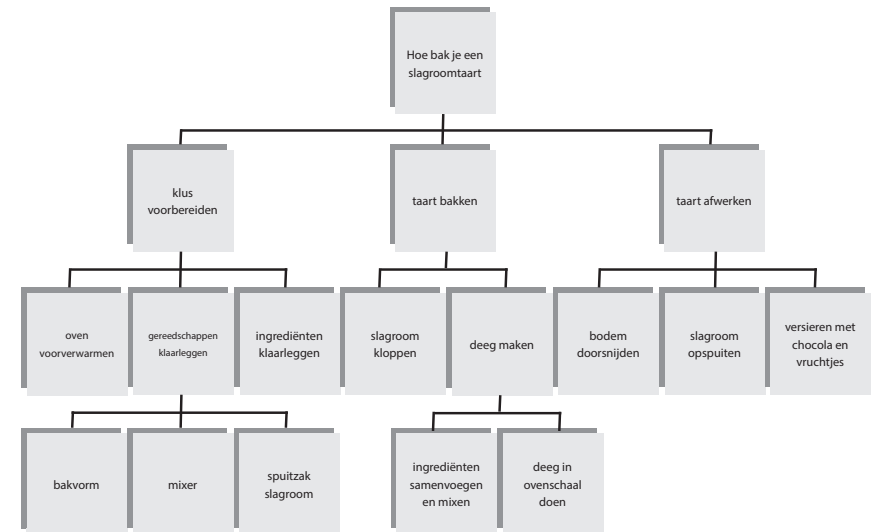 Hoe bak je een
slagroomtaart
klus
voorbereiden
taart bakken
taart afwerken
oven
voorverwarmen
gereedschappen
klaarleggen
ingrediënten
klaarleggen
slagroom
kloppen
deeg maken
bodem
doorsnijden
slagroom
opspuiten
versieren met
chocola en
vruchtjes
bakvorm
mixer
spuitzak
slagroom
ingrediënten
samenvoegen
en mixen
deeg in
ovenschaal
doen